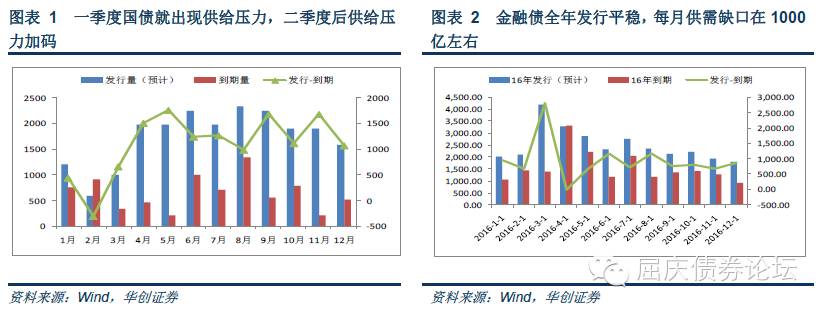 图表 1 一季度国债就出现供给压力，二季度后供给压
力加码
发行量（预计） 到期量 发行-到期
2500
2000
1500
1000
500
0
2000
1500
1000
500
0
-500
1月 2月 3月 4月 5月 6月 7月 8月 9月 10月 11月 12月
资料来源：Wind，华创证券
图表 2 金融债全年发行平稳，每月供需缺口在 1000
亿左右
16年发行（预计） 16年到期 发行-到期
4,500.00
4,000.00
3,500.00
3,000.00
2,500.00
2,000.00
1,500.00
1,000.00
500.00
0.00
3,000.00
2,500.00
2,000.00
1,500.00
1,000.00
500.00
0.00
-500.00
2016-1-1 2016-2-1 2016-3-1 2016-4-1 2016-5-1 2016-6-1 2016-7-1 2016-8-1 2016-9-1 2016-10-1 2016-11-1 2016-12-1
屈庆债券论坛
资料来源：Wind，华创证券